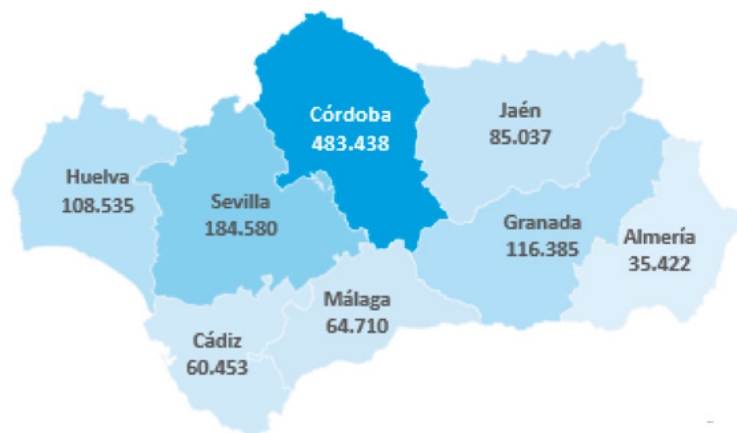 Córdoba
483.438
Jaén
85.037
Huelva
108.535
Sevilla
184.580
Granada
116.385
Almería
35.422
Málaga
64.710
Cádiz
60.453